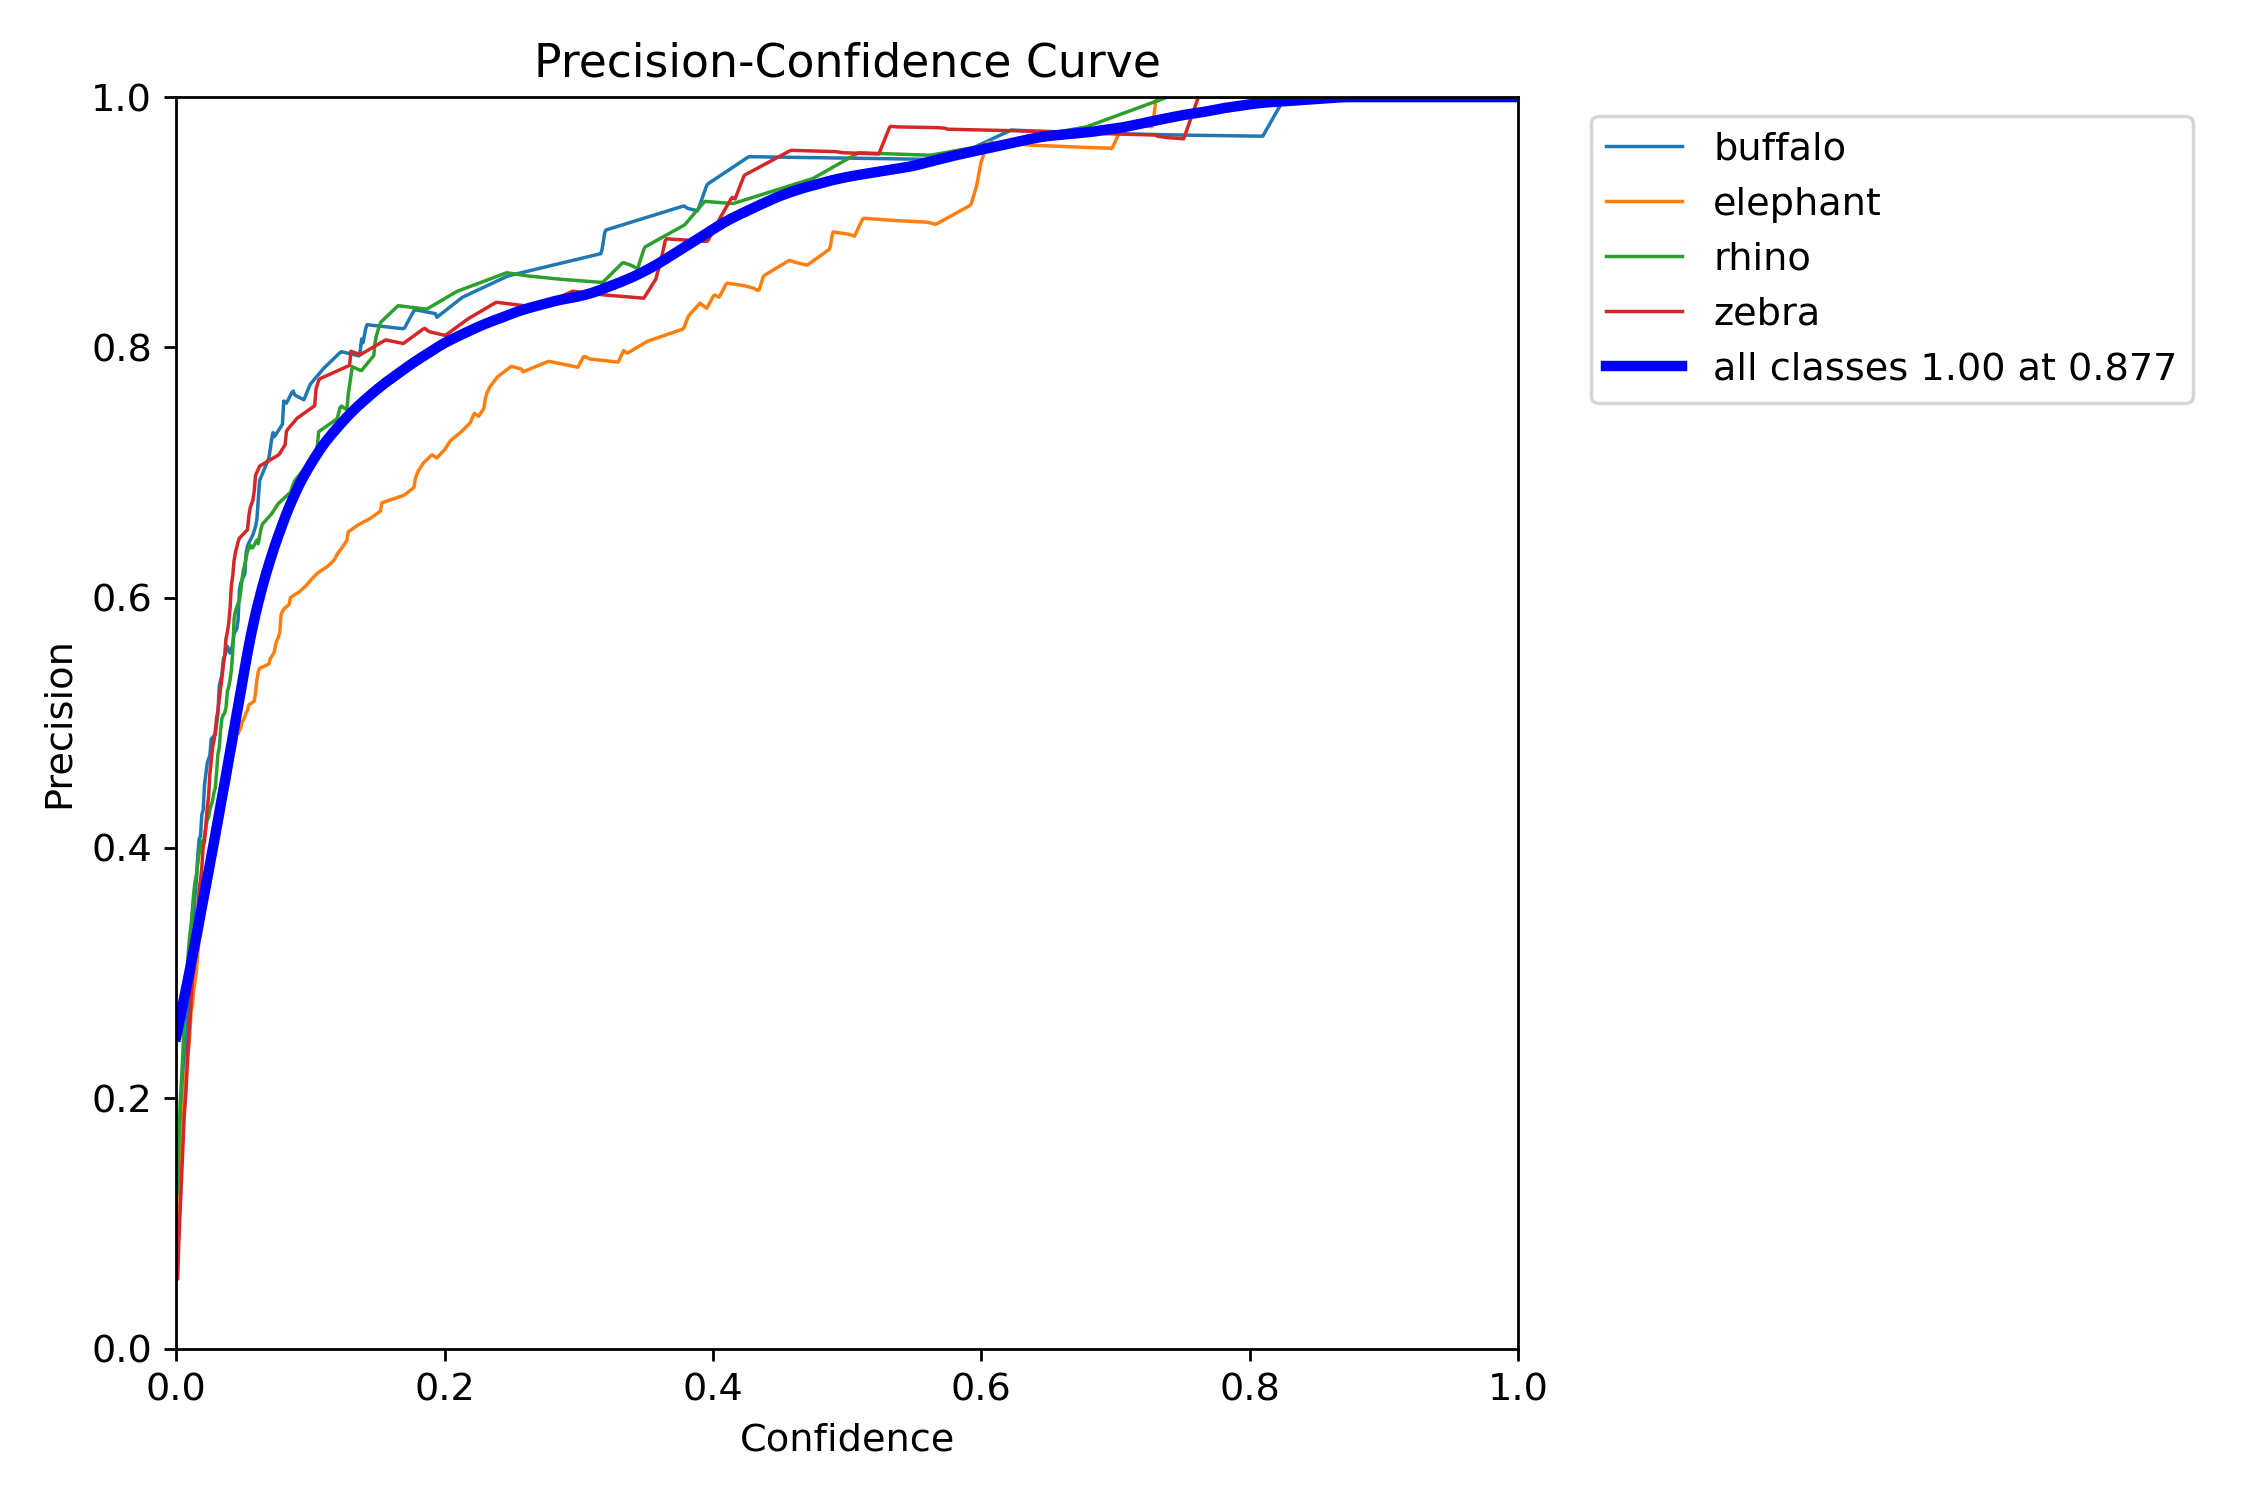 Precision-Confidence Curve
1.0
0.8
0.6
0.4
0.2
0.0
Precision
0.0 0.2 0.4 0.6 0.8 1.0
Confidence
buffalo
elephant
rhino
zebra
all classes 1.00 at 0.877